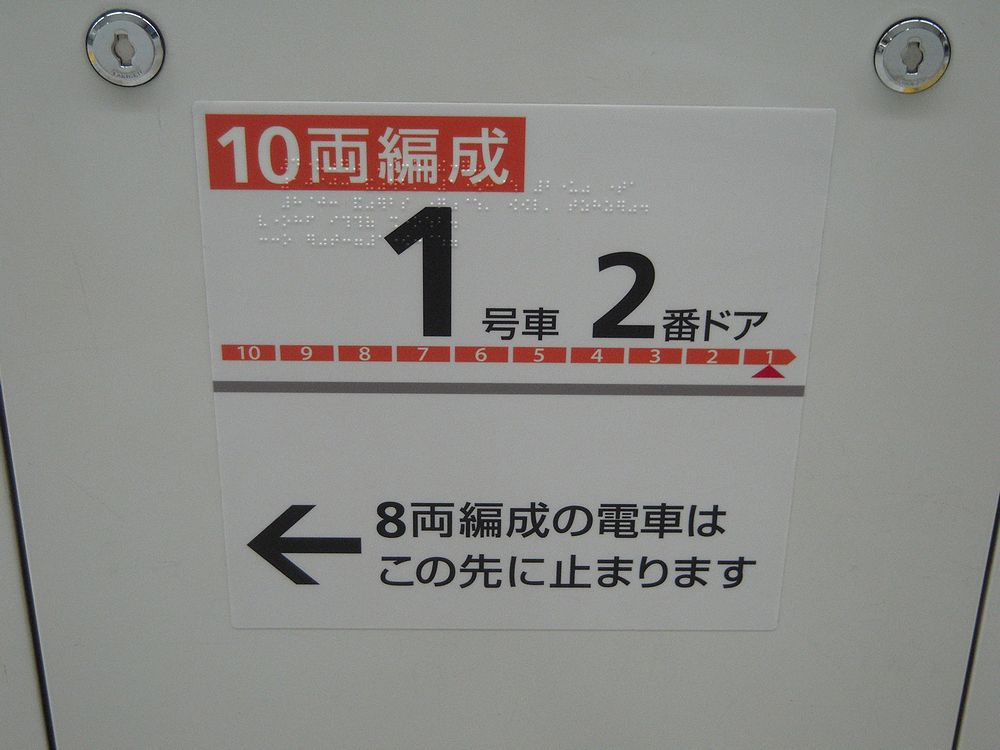 10両編成
1号車 2番ドア
10 9 8 7 6 5 4 3 2 1
8両編成の電車は
この先に止まります